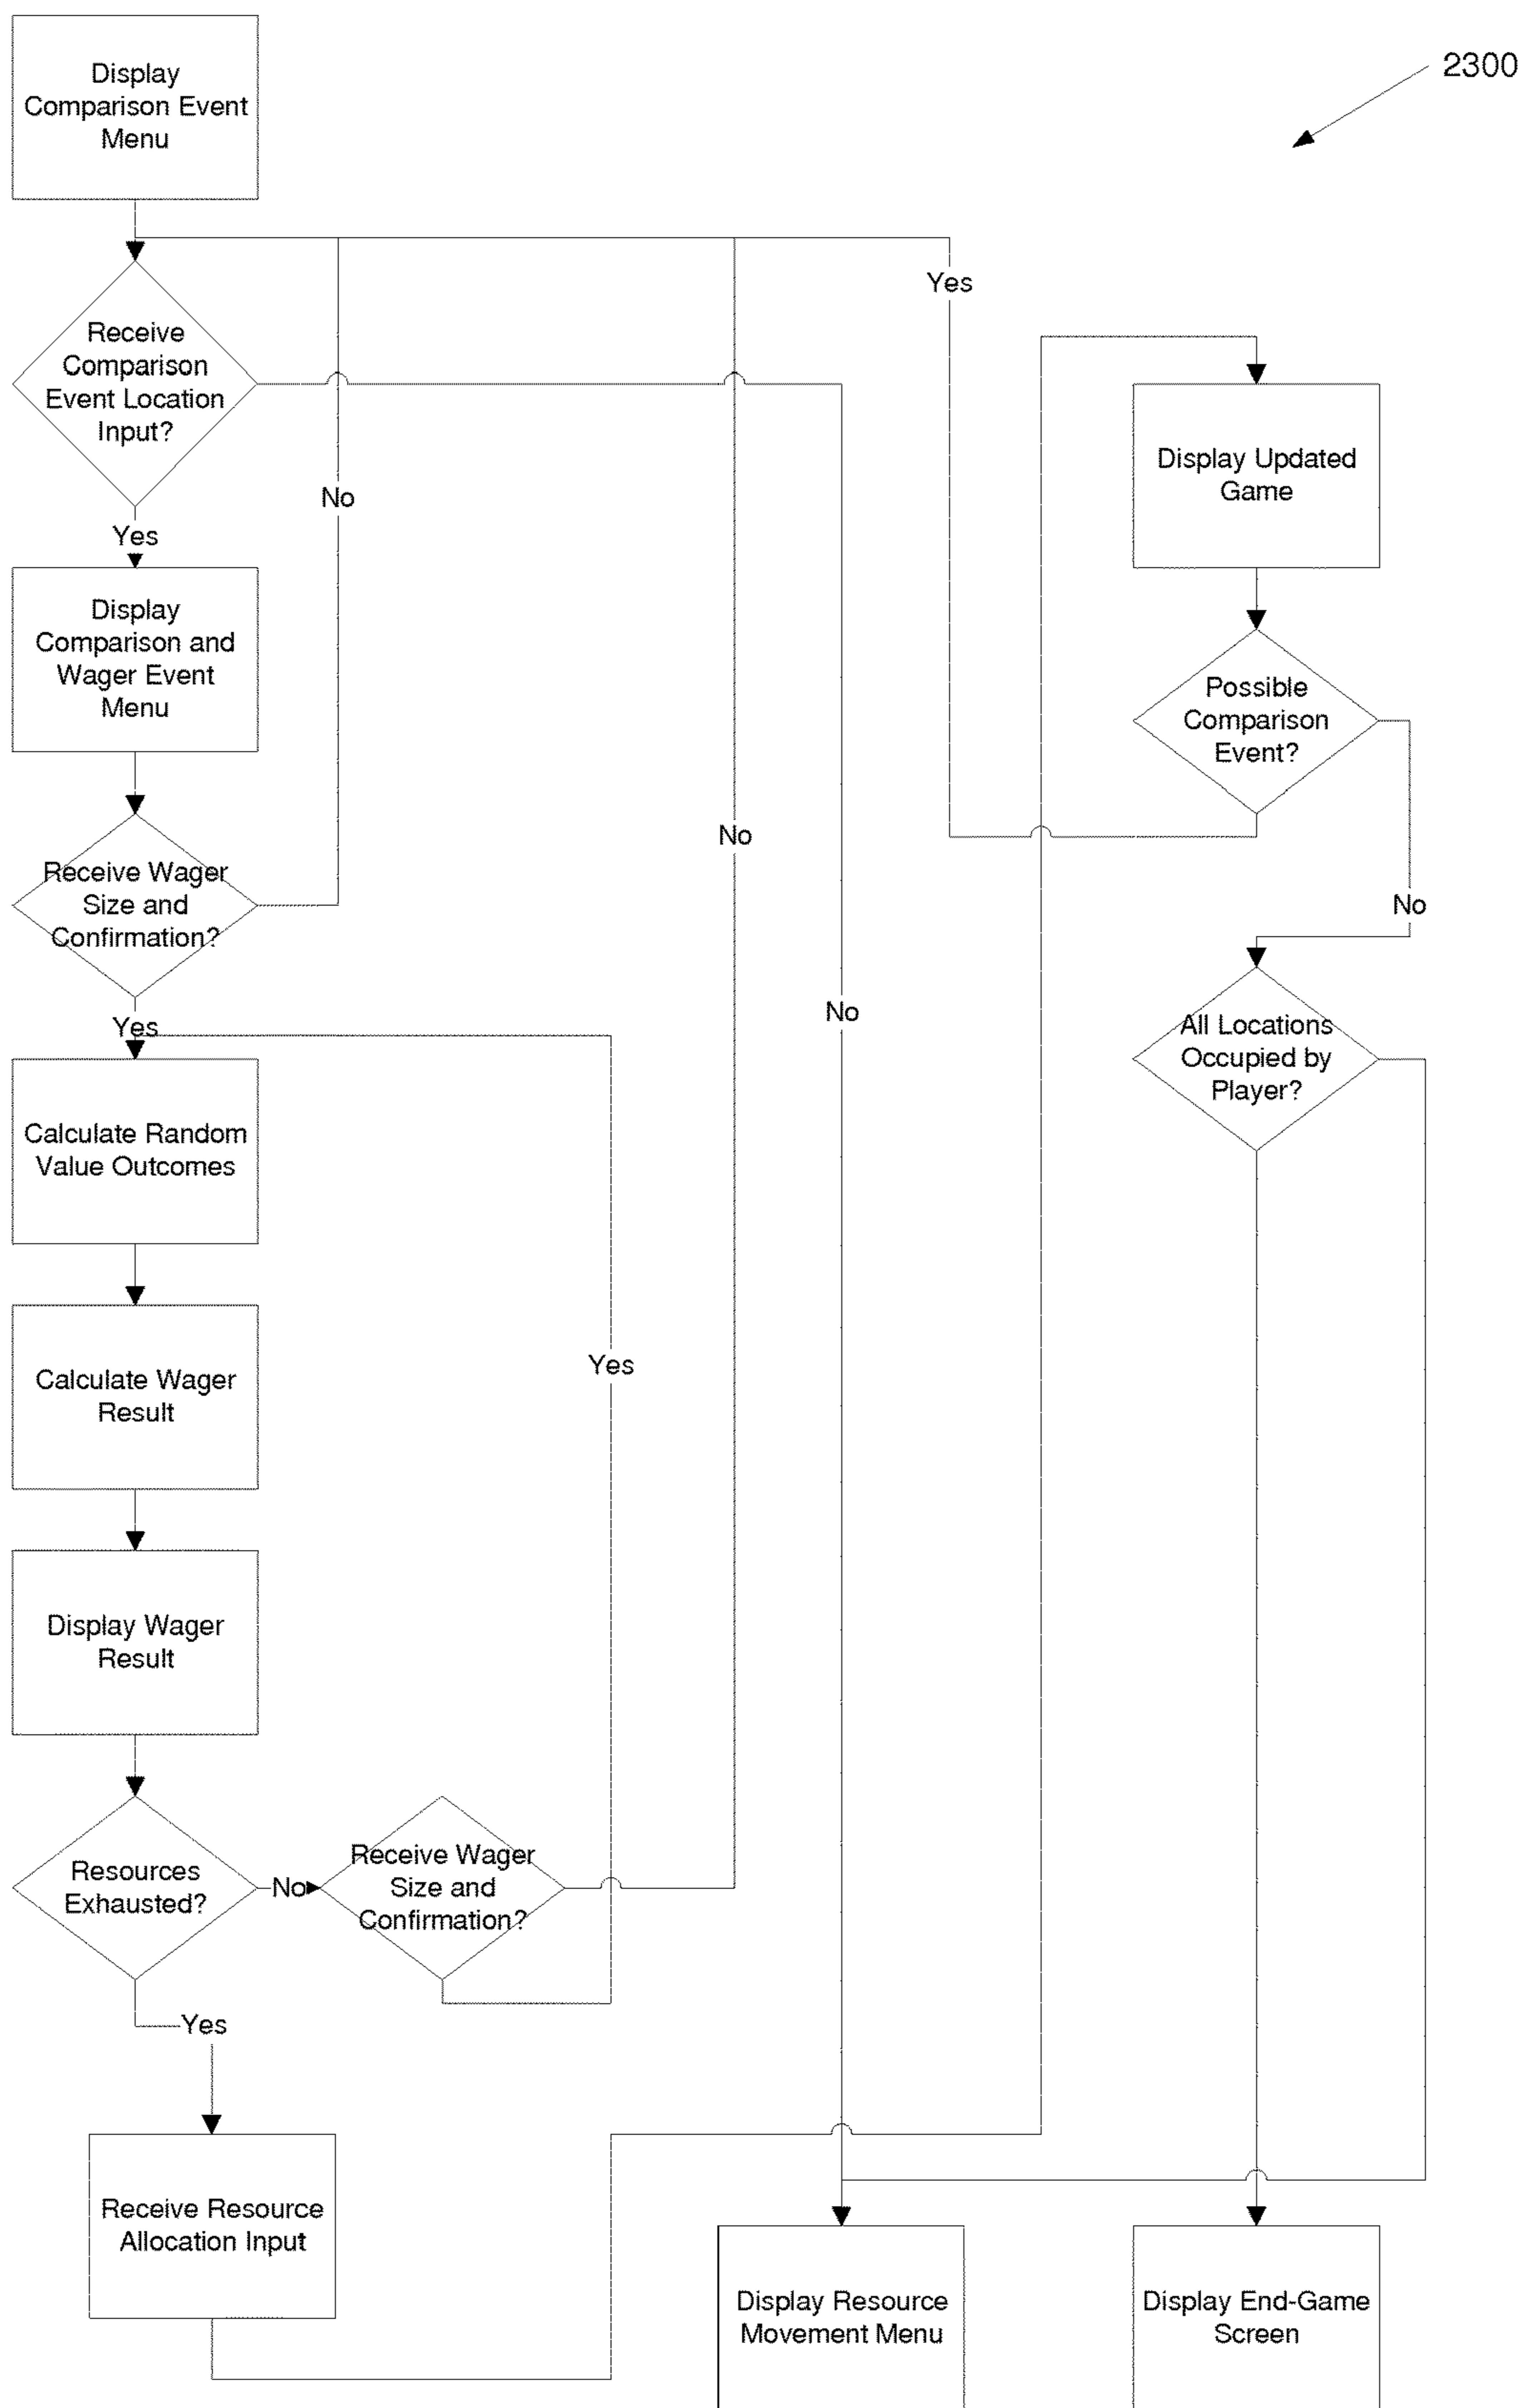 Display
Comparison Event
Menu
2300
Receive
Comparison
Event Location
Input?
Yes
No
Display
Comparison and
Wager Event
Menu
Receive Wager
Size and
Confirmation?
Yes
Calculate Random
Value Outcomes
Calculate Wager
Result
Display Wager
Result
Resources
Exhausted?
No
Receive Wager
Size and
Confirmation?
Yes
No
Yes
Receive Resource
Allocation Input
No
Yes
Display Updated
Game
Possible
Comparison
Event?
No
All Locations
Occupied by
Player?
Display Resource
Movement Menu
Display End-Game
Screen